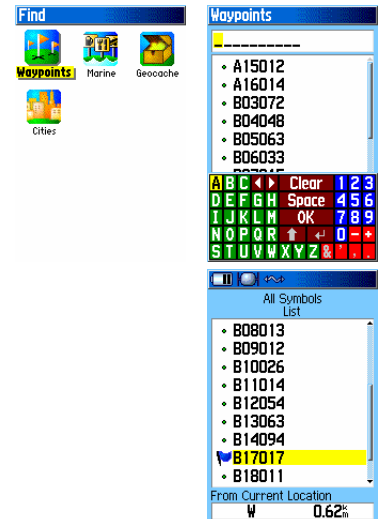 Find
Waypoints
Marine
Geocache
Cities
Waypoints
A15012
A16014
B03072
B04048
B05063
B06033
A B C Clear 1 2 3
D E F G H Space 4 5 6
I J K L M OK 7 8 9
N O P Q R 0 - +
S T U V W X Y Z & ' , .
All Symbols
List
B08013
B09012
B10026
B11014
B12054
B13063
B14094
B17017
B18011
From Current Location
W 0.62km